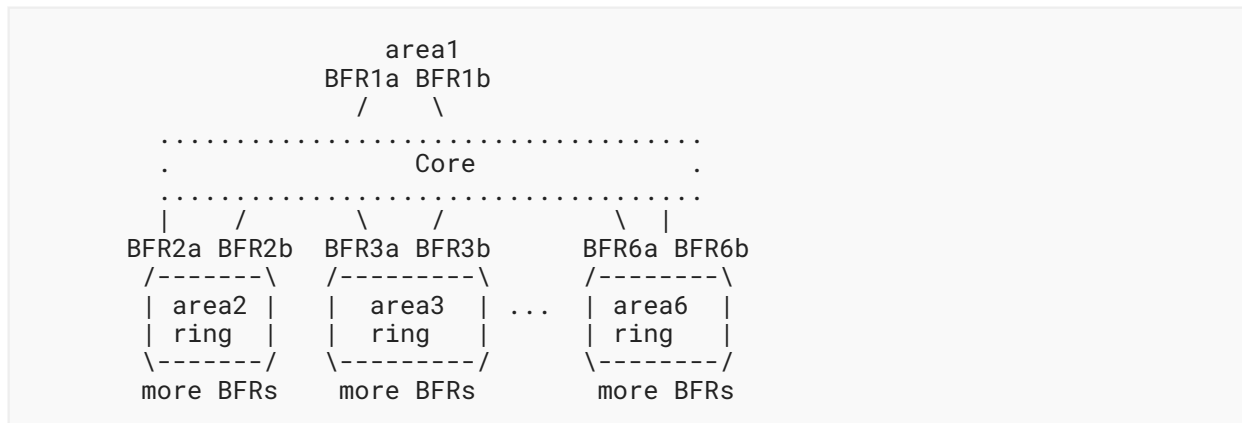 area1
BFR1a BFR1b
/ \
...................................
. Core .
...................................
| / \ / \ |
BFR2a BFR2b BFR3a BFR3b BFR6a BFR6b
/-------\ /---------\ /--------\
| area2 | | area3 | ... | area6 |
| ring | | ring | | ring |
\-------/ \---------/ \--------/
more BFRs more BFRs more BFRs